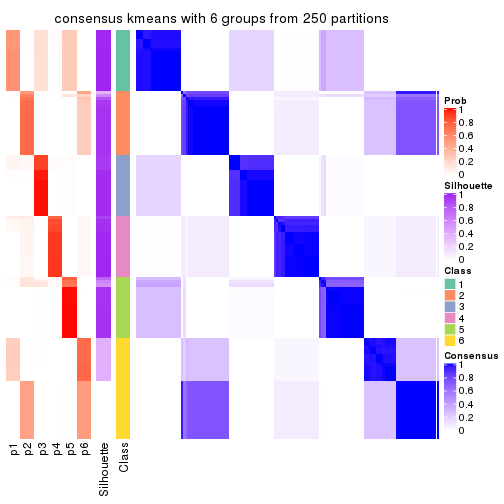 consensus kmeans with 6 groups from 250 partitions
Prob
1
0.8
0.6
0.4
0.2
0
Silhouette
1
0.8
0.6
0.4
0.2
0
Class
1
2
3
4
5
6
Consensus
1
0.8
0.6
0.4
0.2
0
p1
p2
p3
p4
p5
p6
Silhouette
Class